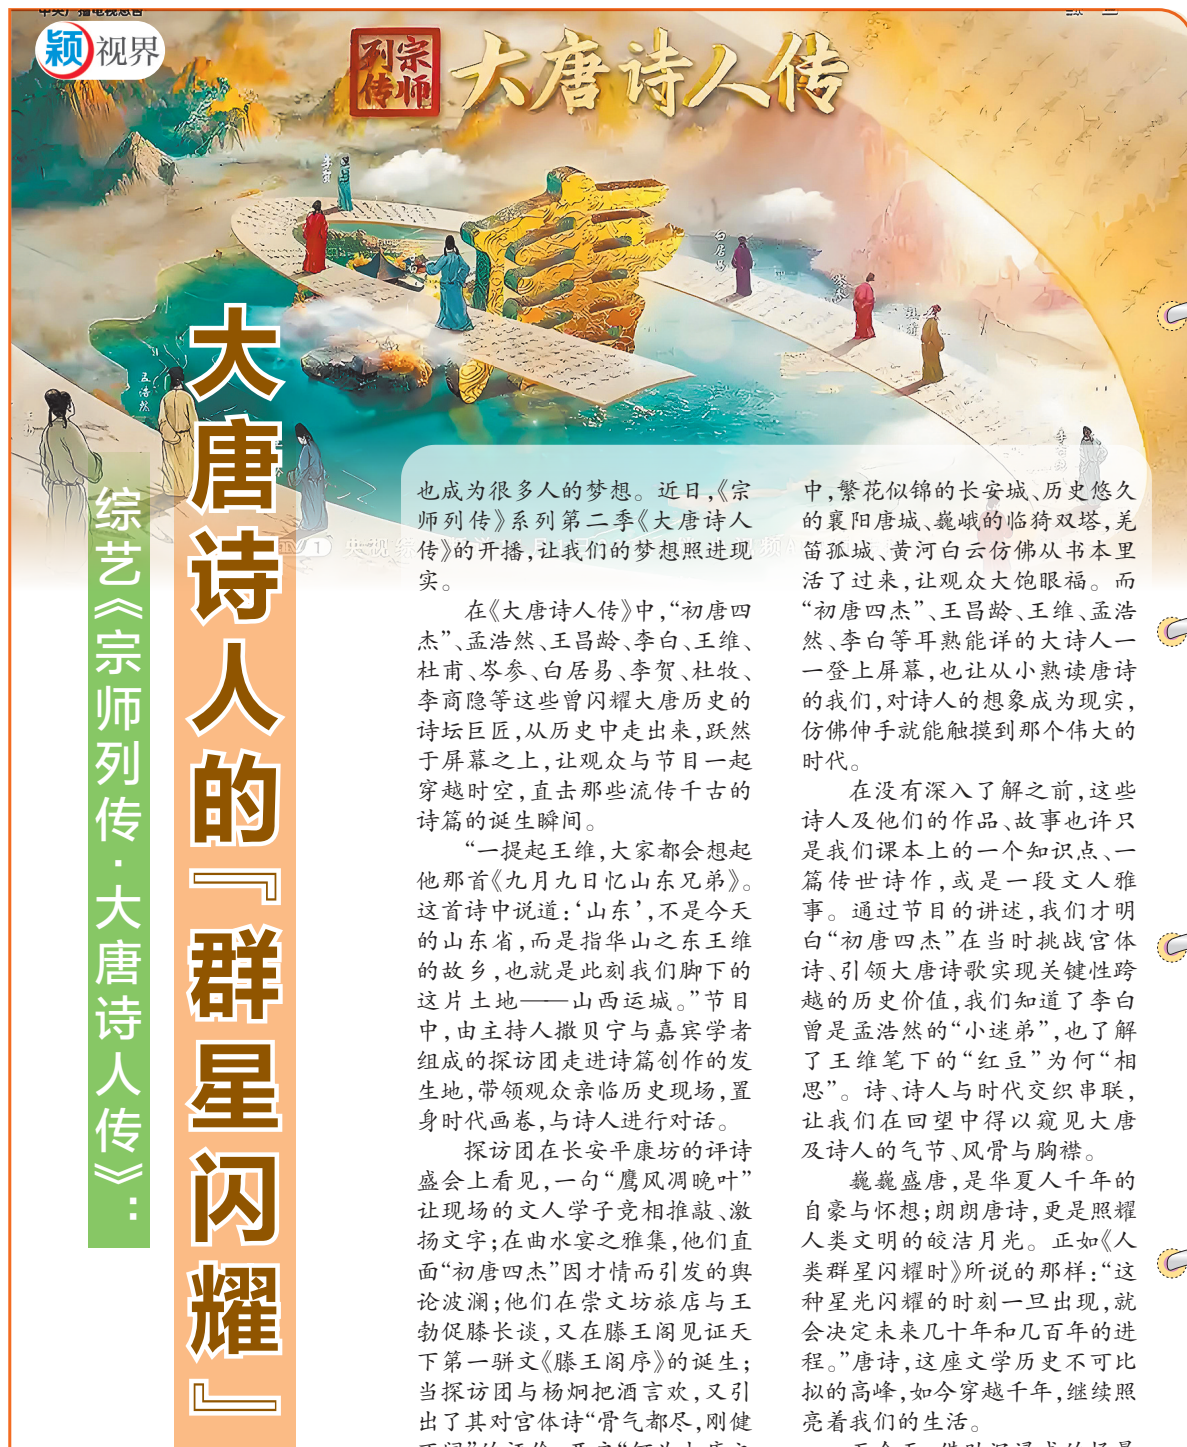 颖视界
宗师列传
大唐诗人传
李贺
白居易
孟浩然
综艺《宗师列传·大唐诗人传》：
大唐诗人的『群星闪耀』
也成为很多人的梦想。近日，《宗
师列传》系列第二季《大唐诗人
传》的开播，让我们的梦想照进现
实。
在《大唐诗人传》中，“初唐四
杰”、孟浩然、王昌龄、李白、王维、
杜甫、岑参、白居易、李贺、杜牧、
李商隐等这些曾闪耀大唐历史的
诗坛巨匠，从历史中走出来，跃然
于屏幕之上，让观众与节目一起
穿越时空，直击那些流传千古的
诗篇的诞生瞬间。
“一提起王维，大家都会想起
他那首《九月九日忆山东兄弟》。
这首诗中说道：‘山东’，不是今天
的山东省，而是指华山之东王维
的故乡，也就是此刻我们脚下的
这片土地——山西运城。”节目
中，由主持人撒贝宁与嘉宾学者
组成的探访团走进诗篇创作的发
生地，带领观众亲临历史现场，置
身时代画卷，与诗人进行对话。
探访团在长安平康坊的评诗
盛会上看见，一句“鹰风凋晚叶”
让现场的文人学子竞相推敲、激
扬文字；在曲水宴之雅集，他们直
面“初唐四杰”因才情而引发的舆
论波澜；他们在崇文坊旅店与王
勃促膝长谈，又在滕王阁见证天
下第一骈文《滕王阁序》的诞生；
当探访团与杨炯把酒言欢，又引
出了其对宫体诗“骨气都尽，刚健
中，繁花似锦的长安城、历史悠久
的襄阳唐城、巍峨的临猗双塔，羌
笛孤城、黄河白云仿佛从书本里
活了过来，让观众大饱眼福。而
“初唐四杰”、王昌龄、王维、孟浩
然、李白等耳熟能详的大诗人一
一登上屏幕，也让从小熟读唐诗
的我们，对诗人的想象成为现实，
仿佛伸手就能触摸到那个伟大的
时代。
在没有深入了解之前，这些
诗人及他们的作品、故事也许只
是我们课本上的一个知识点、一
篇传世诗作，或是一段文人雅
事。通过节目的讲述，我们才明
白“初唐四杰”在当时挑战宫体
诗、引领大唐诗歌实现关键性跨
越的历史价值，我们知道了李白
曾是孟浩然的“小迷弟”，也了解
了王维笔下的“红豆”为何“相
思”。诗、诗人与时代交织串联，
让我们在回望中得以窥见大唐
及诗人的气节、风骨与胸襟。
巍巍盛唐，是华夏人千年的
自豪与怀想；朗朗唐诗，更是照耀
人类文明的皎洁月光。正如《人
类群星闪耀时》所说的那样：“这
种星光闪耀的时刻一旦出现，就
会决定未来几十年和几百年的进
程。”唐诗，这座文学历史不可比
拟的高峰，如今穿越千年，继续照
亮着我们的生活。